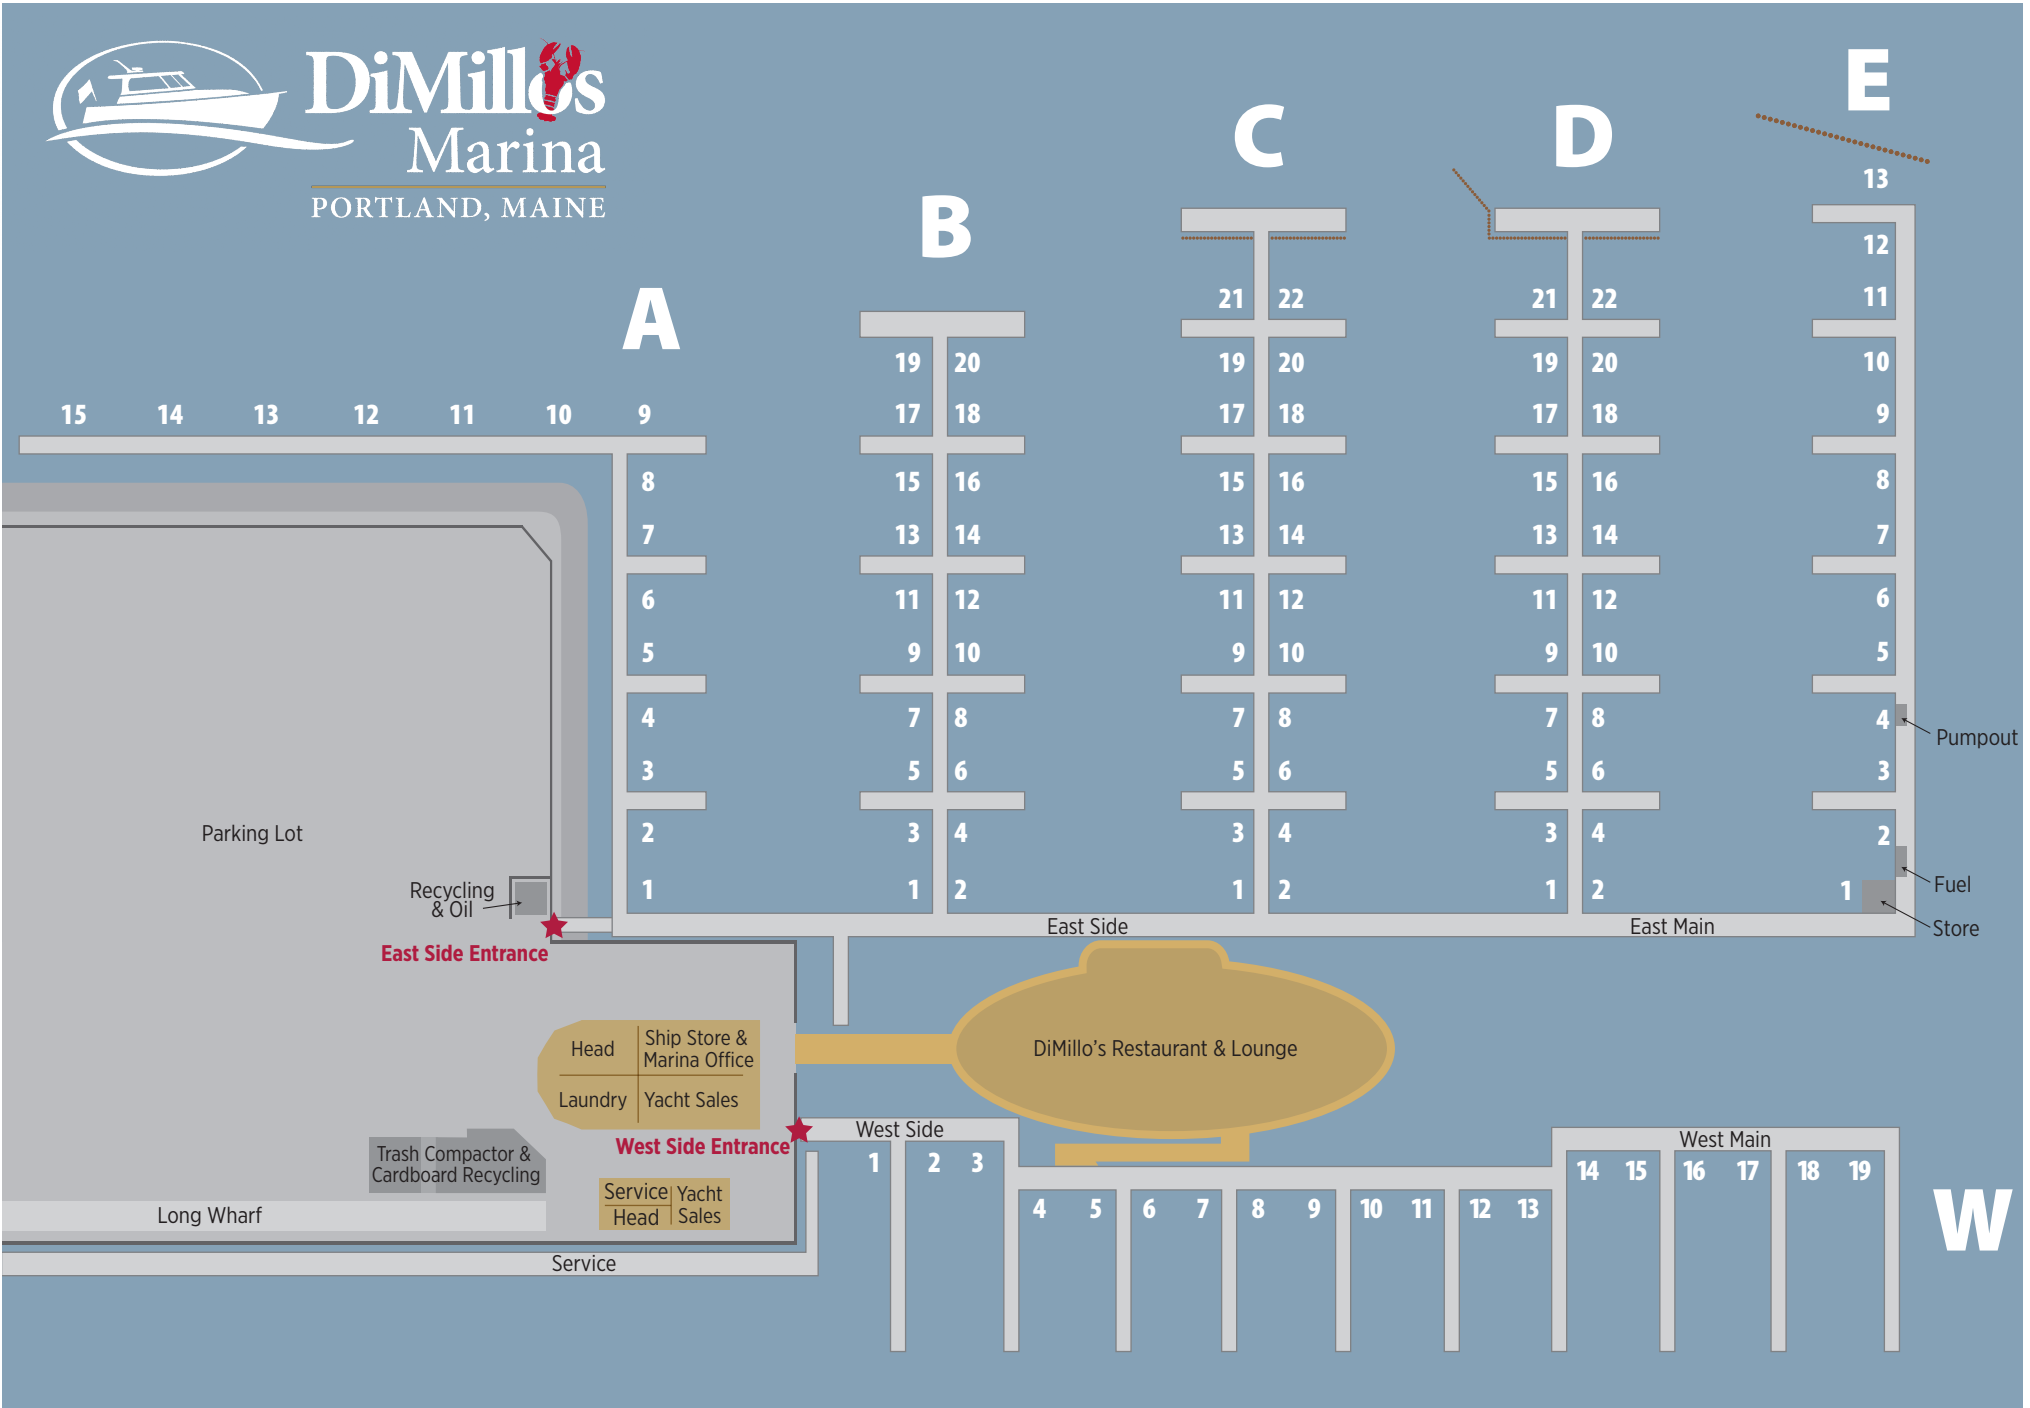 DiMillo's
Marina
PORTLAND, MAINE
A
B
C
D
E
15 14 13 12 11 10 9
8
7
6
5
4
3
2
1
19 20
17 18
15 16
13 14
11 12
9 10
7 8
5 6
3 4
1 2
21 22
19 20
17 18
15 16
13 14
11 12
9 10
7 8
5 6
3 4
1 2
21 22
19 20
17 18
15 16
13 14
11 12
9 10
7 8
5 6
3 4
1 2
13
12
11
10
9
8
7
6
5
4
3
2
1
Pumpout
Fuel
Store
East Side
East Main
Parking Lot
Recycling
& Oil
East Side Entrance
Head
Ship Store &
Marina Office
Laundry
Yacht Sales
DiMillo's Restaurant & Lounge
West Side Entrance
Trash Compactor &
Cardboard Recycling
Service
Head
Yacht
Sales
Long Wharf
Service
West Side
West Main
1 2 3
4 5 6 7 8 9 10 11 12 13
14 15 16 17 18 19
W